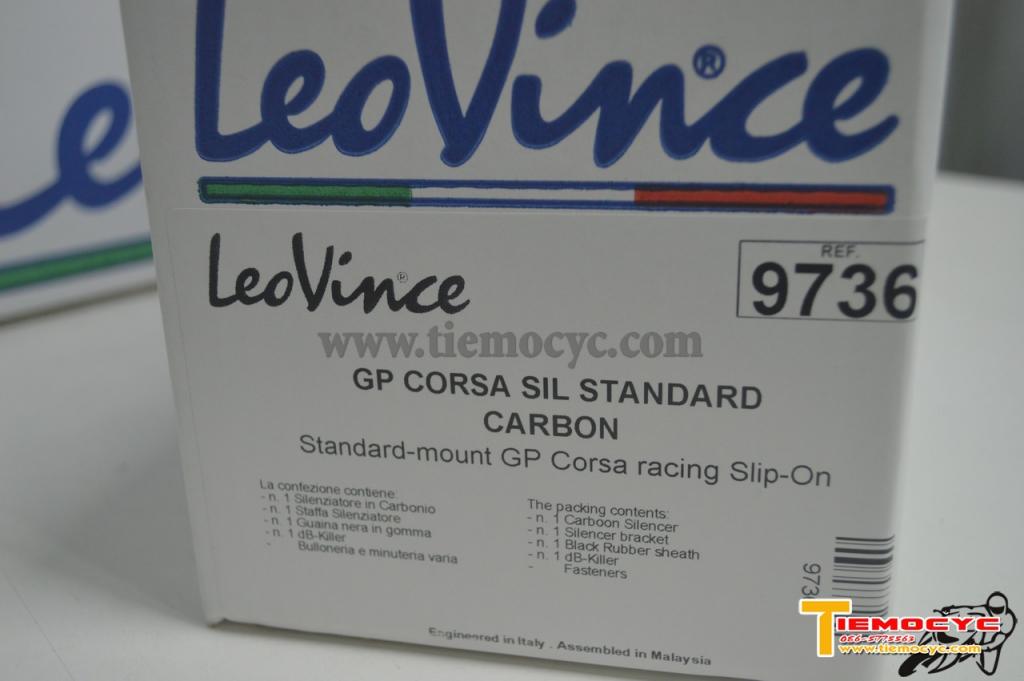 LeoVince®
e
LeoVince®
REF.
9736
www.tiemocyc.com
GP CORSA SIL STANDARD
CARBON
Standard-mount GP Corsa racing Slip-On
La confezione contiene:
- n. 1 Silenziatore in Carbonio
- n. 1 Staffa Silenziatore
- n. 1 Guaina nera in gomma
- n. 1 dB-Killer
- Bulloneria e minuteria varia
The packing contents:
- n. 1 Carboon Silencer
- n. 1 Silencer bracket
- n. 1 Black Rubber sheath
- n. 1 dB-Killer
- Fasteners
973
Engineered in Italy . Assembled in Malaysia
TIEMOCYC
086-5775563
www.tiemocyc.com